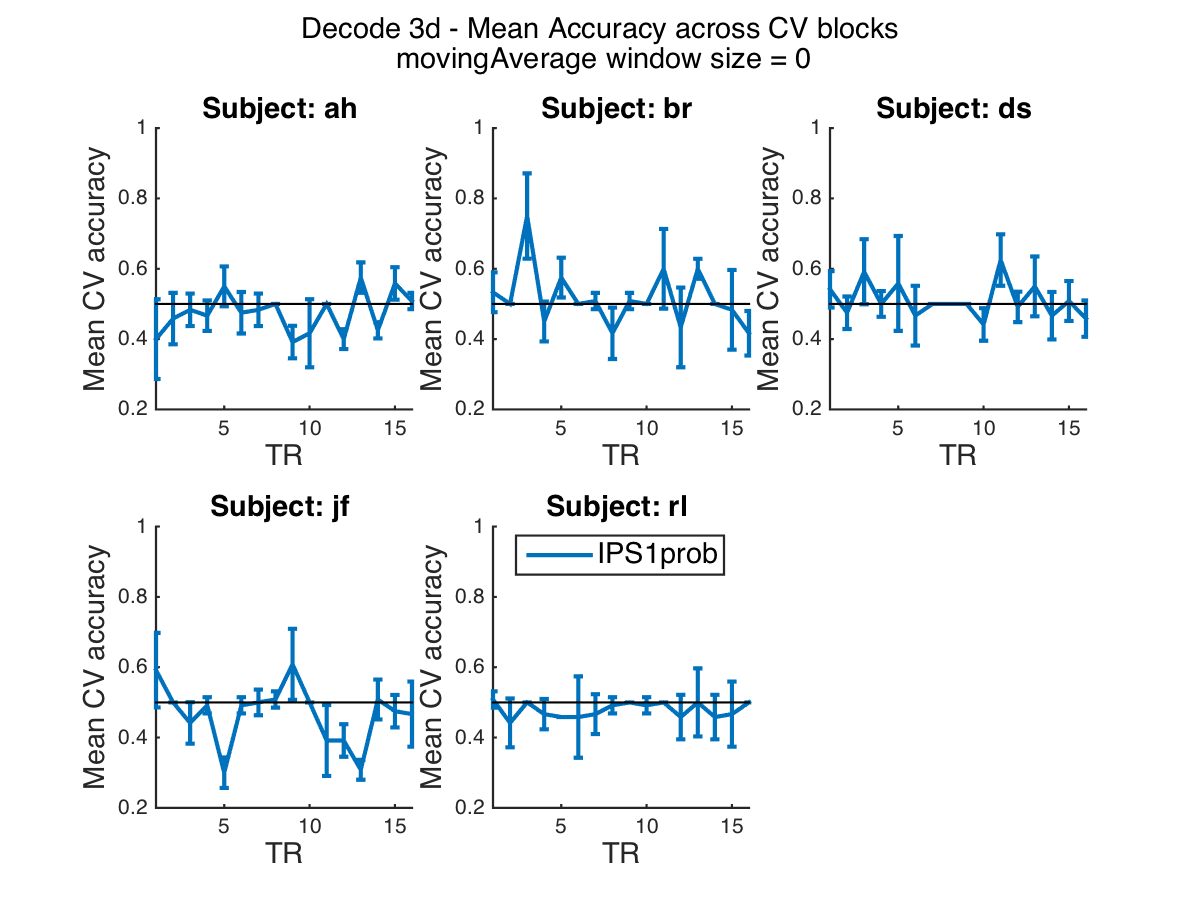 Decode 3d - Mean Accuracy across CV blocks
movingAverage window size = 0
Subject: ah
Mean CV accuracy
1
0.8
0.6
0.4
0.2
5 10 15
TR
Subject: br
Mean CV accuracy
1
0.8
0.6
0.4
0.2
5 10 15
TR
Subject: ds
Mean CV accuracy
1
0.8
0.6
0.4
0.2
5 10 15
TR
Subject: jf
Mean CV accuracy
1
0.8
0.6
0.4
0.2
5 10 15
TR
Subject: rl
IPS1prob
Mean CV accuracy
1
0.8
0.6
0.4
0.2
5 10 15
TR